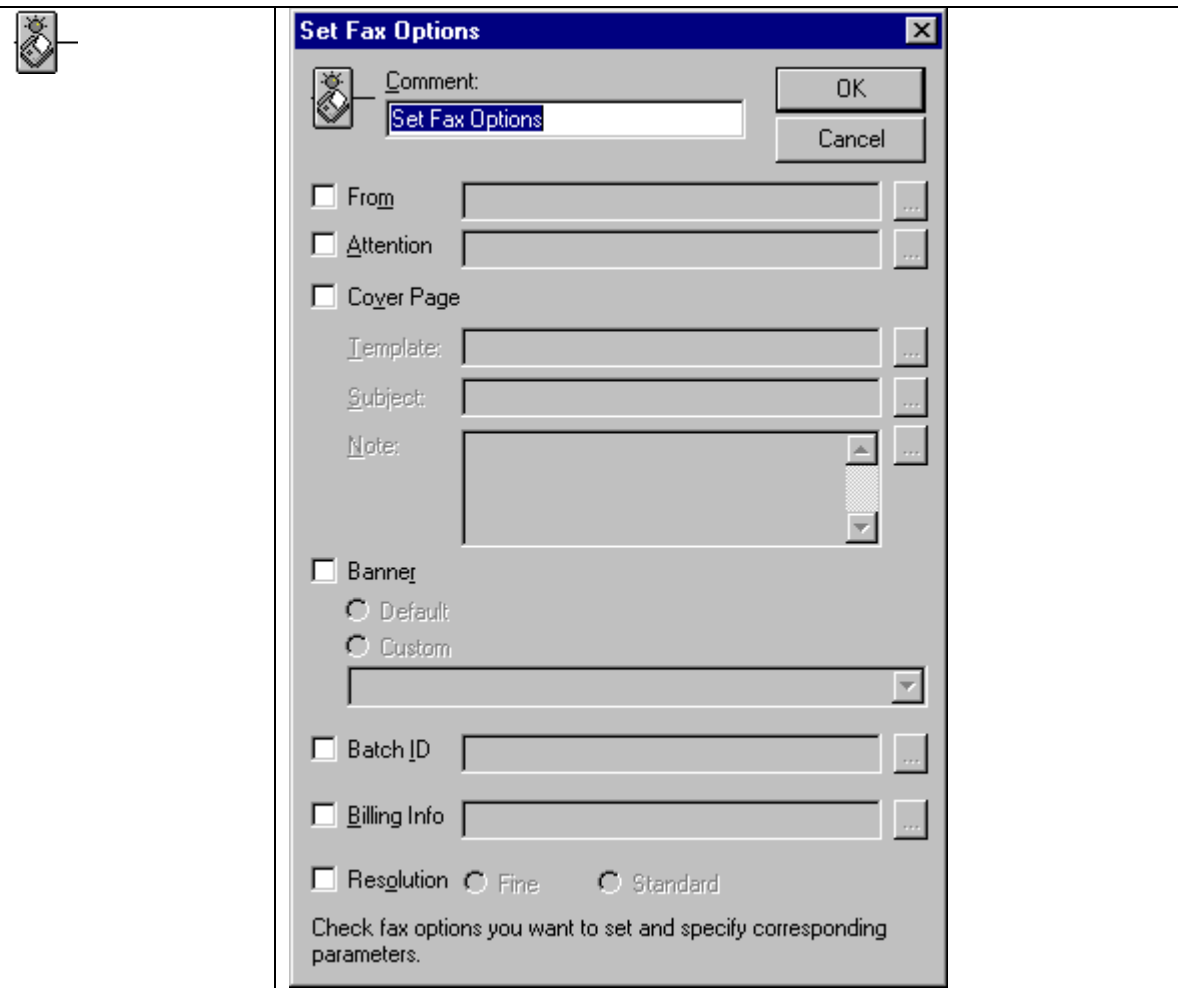 Set Fax Options
Comment:
OK
Set Fax Options
Cancel
From
...
Attention
...
Cover Page
Template:
...
Subject:
...
Note:
...
Banner
Default
Custom
Batch ID
...
Billing Info
...
Resolution Fine Standard
Check fax options you want to set and specify corresponding
parameters.